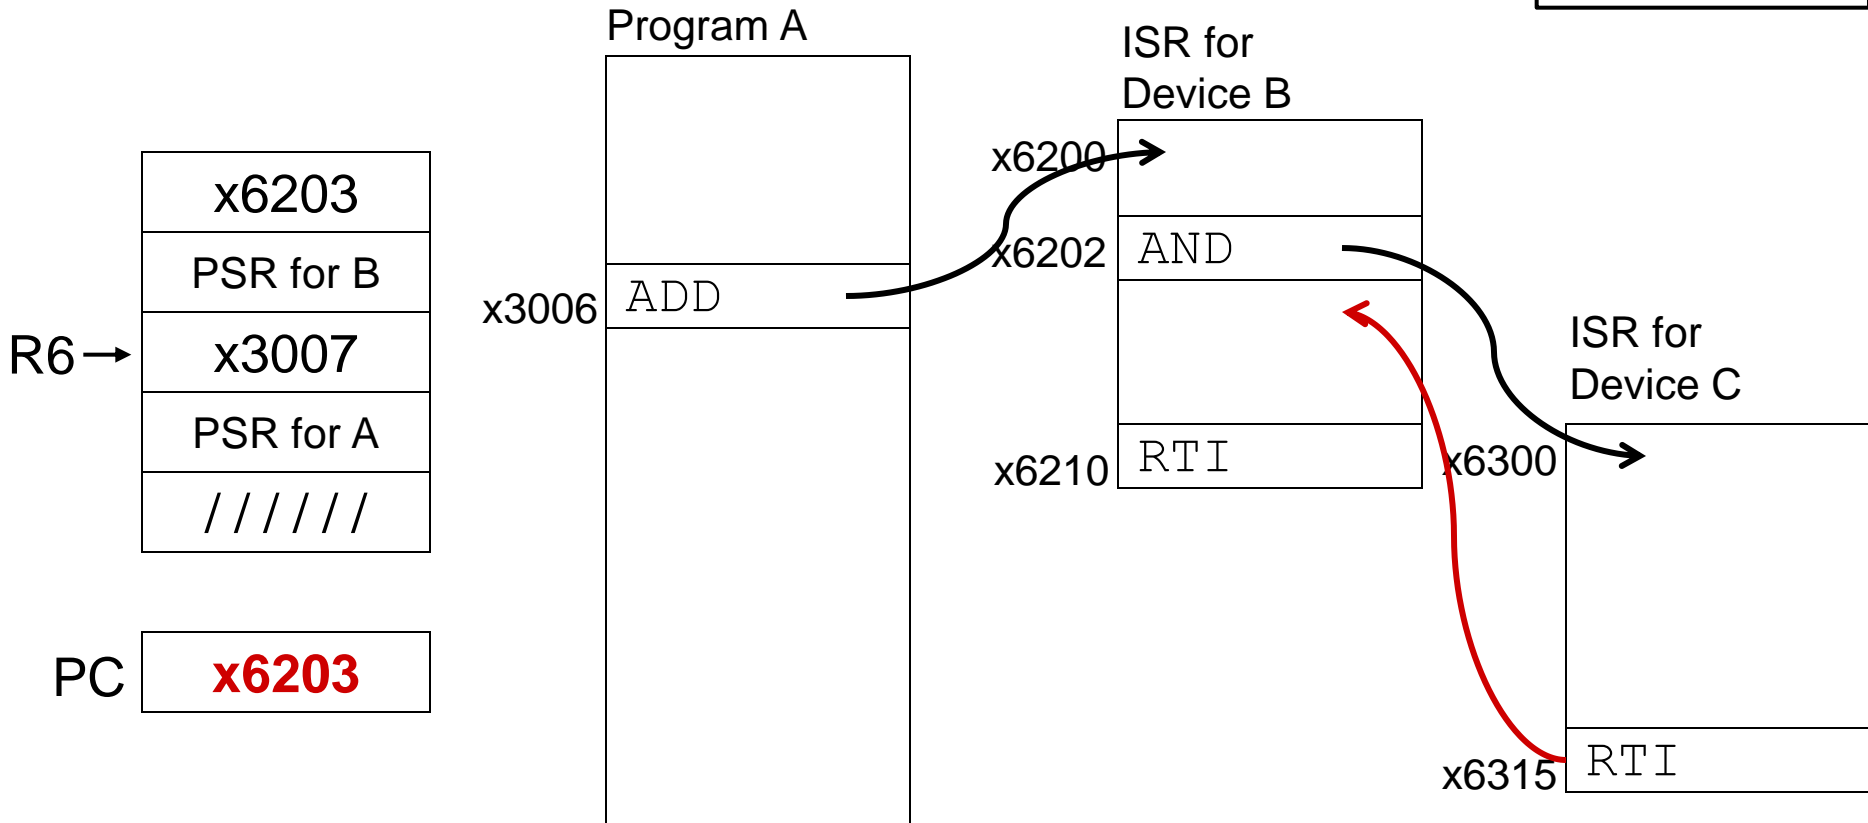 Program A
ISR for
Device B
x6203
PSR for B
R6
x3007
PSR for A
//////
PC
x6203
x3006
ADD
x6200
x6202
AND
x6210
RTI
ISR for
Device C
x6300
x6315
RTI